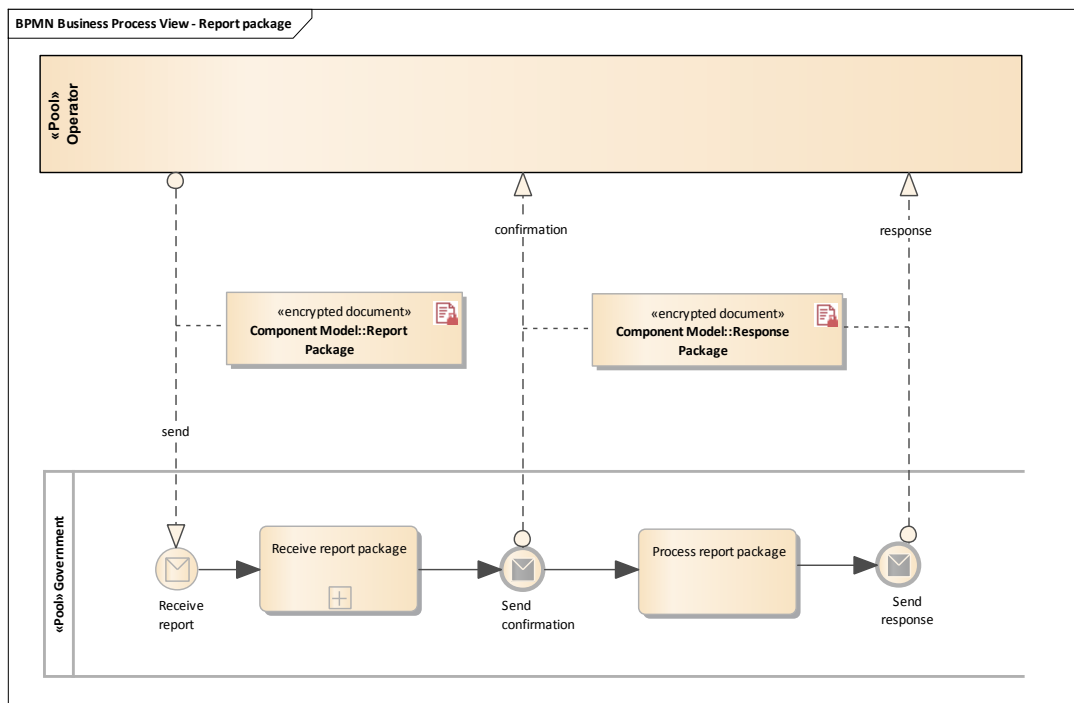 BPMN Business Process View - Report package
«Pool»
Operator
confirmation
response
«encrypted document»
Component Model::Report
Package
«encrypted document»
Component Model::Response
Package
send
«Pool» Government
Receive report package
Process report package
Receive
report
Send
confirmation
Send
response